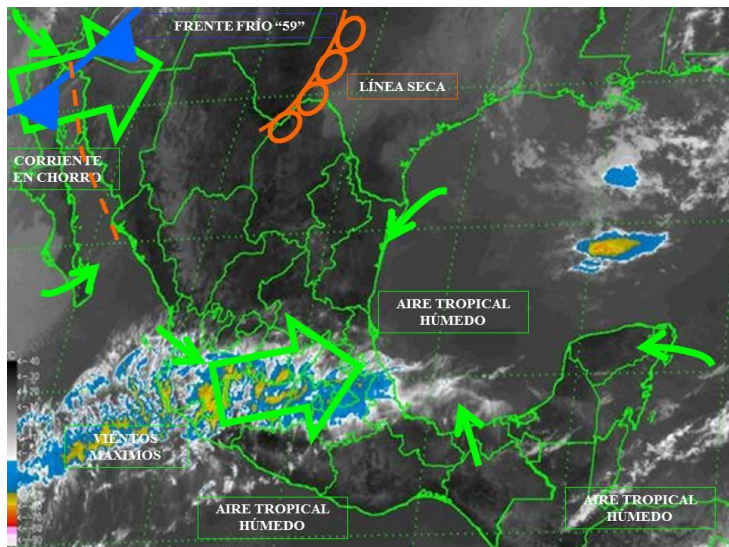 FRENTE FRÍO “59”
LÍNEA SECA
CORRIENTE
EN CHORRO
AIRE TROPICAL
HÚMEDO
VIENTOS
MÁXIMOS
AIRE TROPICAL
HÚMEDO
AIRE TROPICAL
HÚMEDO